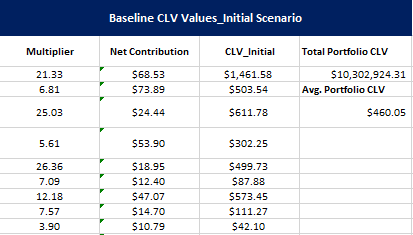 Baseline CLV Values_Initial Scenario
Multiplier Net Contribution CLV_Initial Total Portfolio CLV
21.33 $68.53 $1,461.58 $10,302,924.31
6.81 $73.89 $503.54 Avg. Portfolio CLV
25.03 $24.44 $611.78 $460.05
5.61 $53.90 $302.25
26.36 $18.95 $499.73
7.09 $12.40 $87.88
12.18 $47.07 $573.45
7.57 $14.70 $111.27
3.90 $10.79 $42.10